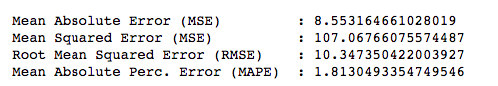 Mean Absolute Error (MSE)       : 8.553164661028019
Mean Squared Error (MSE)        : 107.06766075574487
Root Mean Squared Error (RMSE)  : 10.347350422003927
Mean Absolute Perc. Error (MAPE)  : 1.8130493354749546